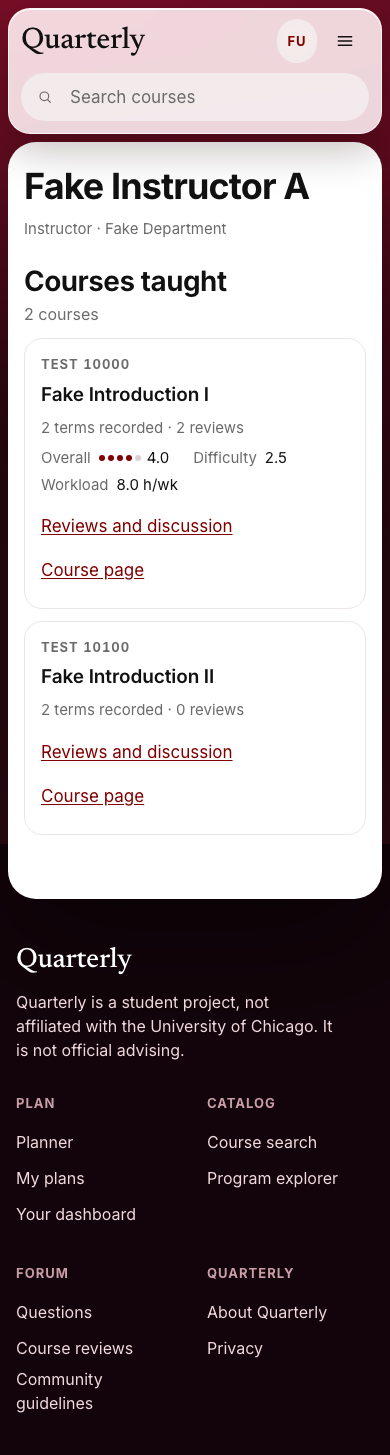 Quarterly
FU
Search courses
Fake Instructor A
Instructor · Fake Department
Courses taught
2 courses
TEST 10000
Fake Introduction I
2 terms recorded · 2 reviews
Overall 4.0 Difficulty 2.5
Workload 8.0 h/wk
Reviews and discussion
Course page
TEST 10100
Fake Introduction II
2 terms recorded · 0 reviews
Reviews and discussion
Course page
Quarterly
Quarterly is a student project, not
affiliated with the University of Chicago. It
is not official advising.
PLAN
Planner
My plans
Your dashboard
CATALOG
Course search
Program explorer
FORUM
Questions
Course reviews
Community
guidelines
QUARTERLY
About Quarterly
Privacy